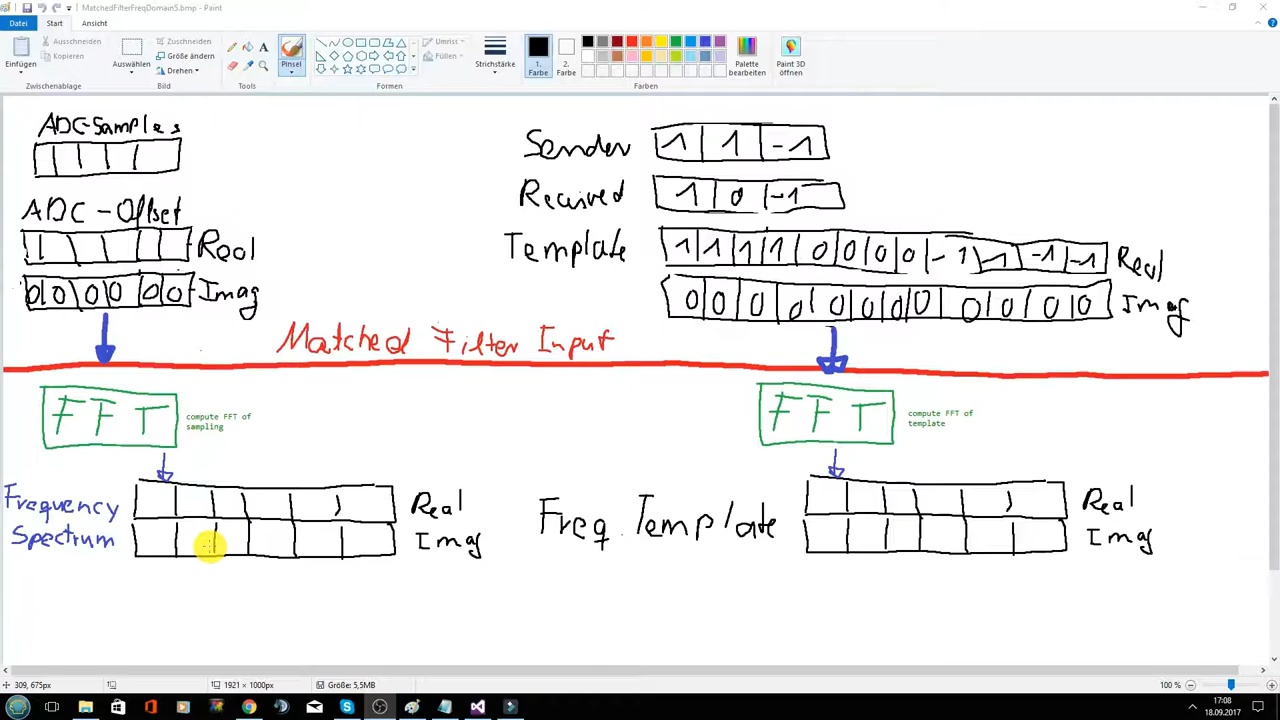 MatchedFilterFreqDomain5.bmp - Paint
Datei Start Ansicht
Einfügen
Ausschneiden
Kopieren
Zwischenablage
Auswählen
Zuschneiden
Größe ändern
Drehen
Bild
Tools
Pinsel
Formen
Umriss
Füllen
Strichstärke
1. Farbe
2. Farbe
Farben
Palette bearbeiten
Paint 3D öffnen
ADC-Samples
ADC-Offset
Real
0 0 0 0 0 0 Imag
Sender 1 1 -1
Received 1 0 -1
Template 1 1 1 1 0 0 0 0 -1 -1 -1 -1 Real
0 0 0 0 0 0 0 0 0 0 0 0 Imag
Matched Filter Input
FFT compute FFT of sampling
FFT compute FFT of template
Frequency Spectrum
Real
Imag
Freq. Template
Real
Imag
309, 675px
1921 × 1000px
Größe: 5,5MB
100 %
17:08
18.09.2017